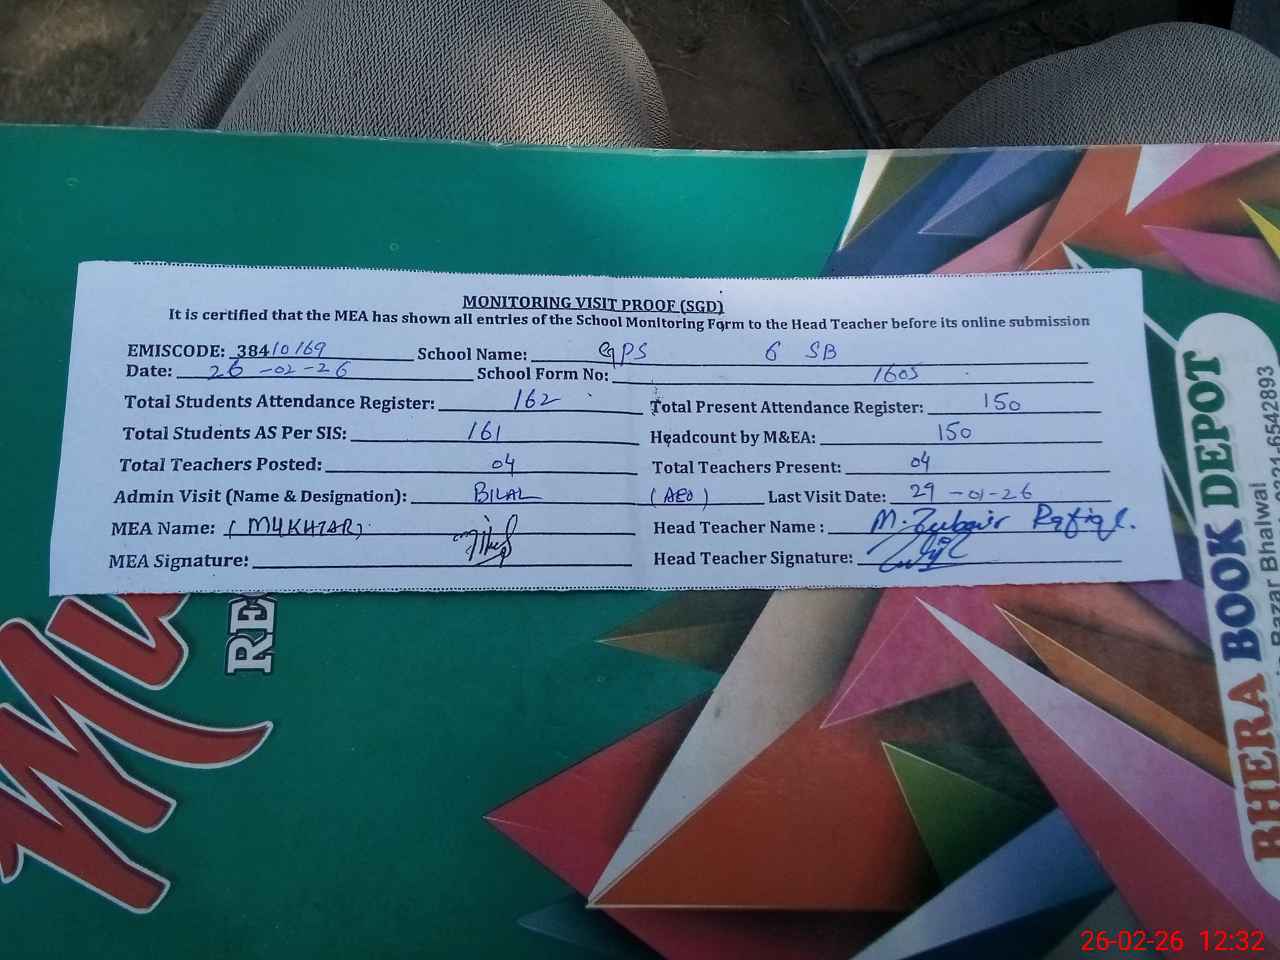 MONITORING VISIT PROOF (SGD)
It is certified that the MEA has shown all entries of the School Monitoring Form to the Head Teacher before its online submission
EMISCODE: 38410169 School Name: GPS 6 SB
Date: 26-02-26 School Form No: 1605
Total Students Attendance Register: 162 Total Present Attendance Register: 150
Total Students AS Per SIS: 161 Headcount by M&EA: 150
Total Teachers Posted: 04 Total Teachers Present: 04
Admin Visit (Name & Designation): BILAL (AEO) Last Visit Date: 29-01-26
MEA Name: (MUKHTAR) Head Teacher Name : M. Zubair Rafiq.
MEA Signature: Head Teacher Signature:
BHERA BOOK DEPOT
Bazar Bhalwal
21-6542893
26-02-26 12:32